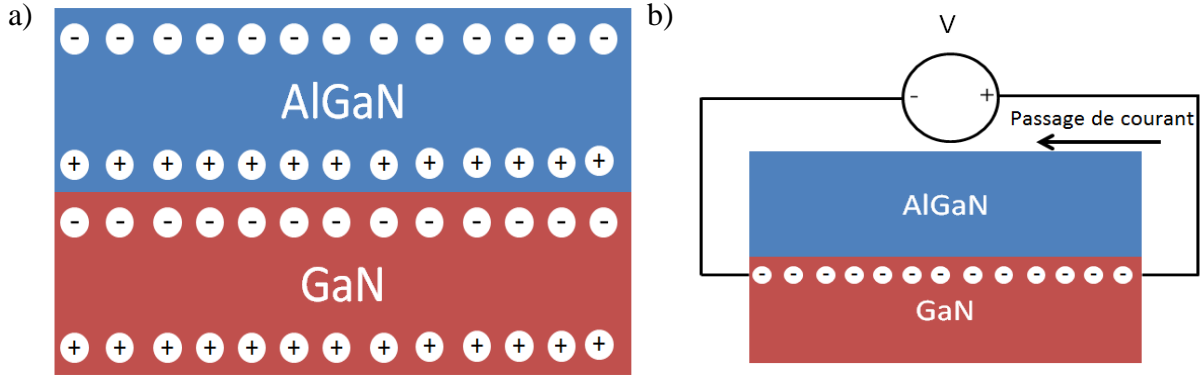 a)
- - - - - - - - - - - -
AlGaN
+ + + + + + + + + + + +
- - - - - - - - - - - -
GaN
+ + + + + + + + + + + +
b)
V
- +
Passage de courant
AlGaN
- - - - - - - - - - - - -
GaN